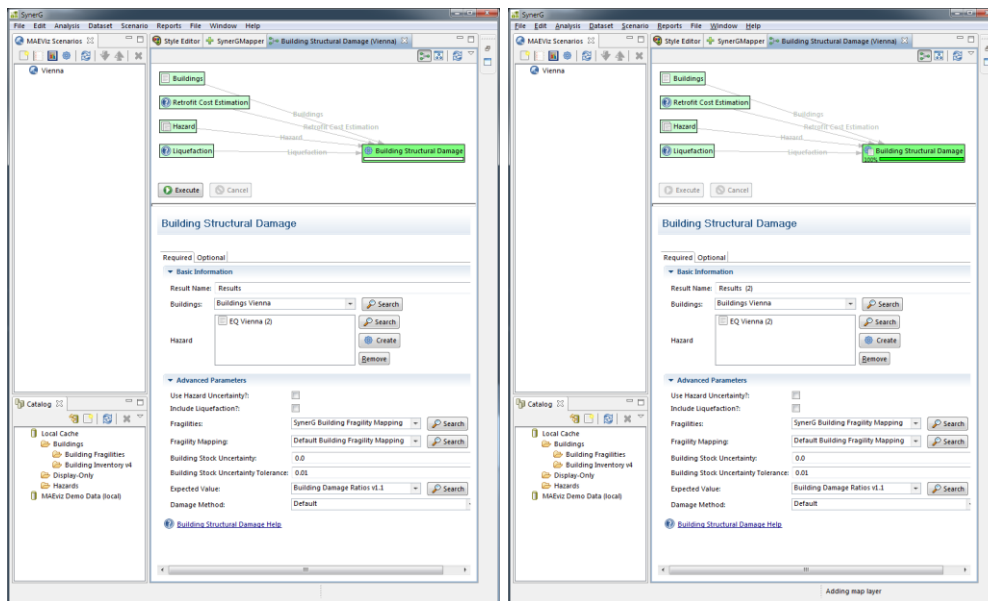 SynerG
File Edit Analysis Dataset Scenario Reports File Window Help
MAEViz Scenarios
Style Editor SynerGMapper Building Structural Damage (Vienna)
Vienna
Buildings
Retrofit Cost Estimation
Hazard
Liquefaction
Buildings
Retrofit Cost Estimation
Hazard
Liquefaction
Building Structural Damage
Execute Cancel
Building Structural Damage
Required Optional
Basic Information
Result Name: Results
Buildings: Buildings Vienna Search
EQ Vienna (2) Search
Hazard Create
Remove
Advanced Parameters
Use Hazard Uncertainty?:
Include Liquefaction?:
Fragilities: SynerG Building Fragility Mapping Search
Fragility Mapping: Default Building Fragility Mapping Search
Building Stock Uncertainty: 0.0
Building Stock Uncertainty Tolerance: 0.01
Expected Value: Building Damage Ratios v1.1 Search
Damage Method: Default
Building Structural Damage Help
Catalog
Local Cache
Buildings
Building Fragilities
Building Inventory v4
Display-Only
Hazards
MAEviz Demo Data (local)
SynerG
File Edit Analysis Dataset Scenario Reports File Window Help
MAEViz Scenarios
Style Editor SynerGMapper Building Structural Damage (Vienna)
Vienna
Buildings
Retrofit Cost Estimation
Hazard
Liquefaction
Buildings
Retrofit Cost Estimation
Hazard
Liquefaction
Building Structural Damage
100%
Execute Cancel
Building Structural Damage
Required Optional
Basic Information
Result Name: Results (2)
Buildings: Buildings Vienna Search
EQ Vienna (2) Search
Hazard Create
Remove
Advanced Parameters
Use Hazard Uncertainty?:
Include Liquefaction?:
Fragilities: SynerG Building Fragility Mapping Search
Fragility Mapping: Default Building Fragility Mapping Search
Building Stock Uncertainty: 0.0
Building Stock Uncertainty Tolerance: 0.01
Expected Value: Building Damage Ratios v1.1 Search
Damage Method: Default
Building Structural Damage Help
Catalog
Local Cache
Buildings
Building Fragilities
Building Inventory v4
Display-Only
Hazards
MAEviz Demo Data (local)
Adding map layer